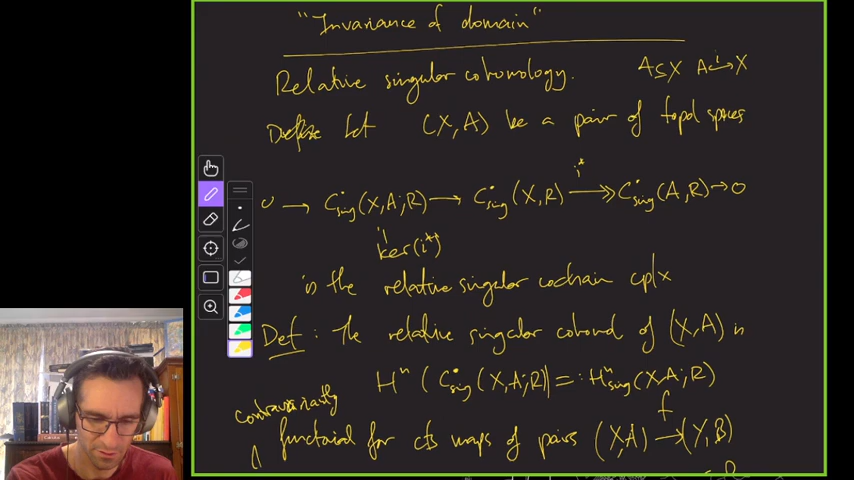 "Invariance of domain"
Relative singular cohomology. A⊆X A↪X i
Let (X,A) be a pair of topol spaces
0 → C˙sing(X,A;R) → C˙sing(X,R) ↠ i* C˙sing(A,R) → 0
ker(i*)
is the relative singular cochain cplx
Def: The relative singular cohomol of (X,A) is
Hⁿ(C˙sing(X,A;R)) =: Hⁿsing(X,A;R)
contravariantly
functorial for cts maps of pairs (X,A) →f (Y,B)